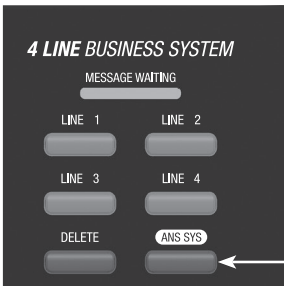 4 LINE BUSINESS SYSTEM
MESSAGE WAITING
LINE 1 LINE 2
LINE 3 LINE 4
DELETE ANS SYS